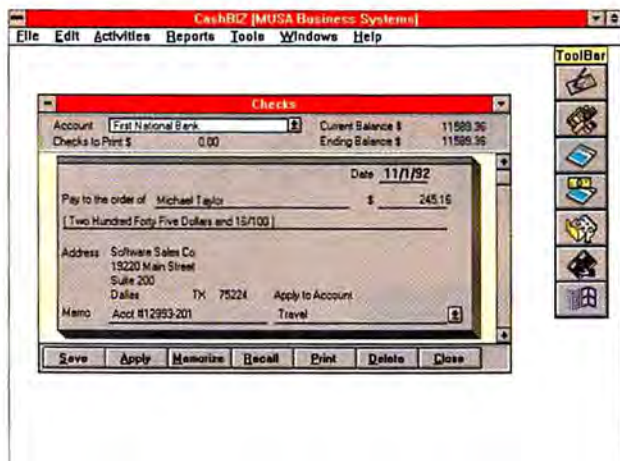 CashBIZ [MUSA Business Systems]
File Edit Activities Reports Tools Windows Help
ToolBar
Checks
Account First National Bank Current Balance $ 11589.36
Checks to Print $ 0.00 Ending Balance $ 11589.36
Date 11/1/92
Pay to the order of Michael Taylor $ 245.16
[ Two Hundred Forty Five Dollars and 16/100 ]
Address Software Sales Co
19220 Main Street
Suite 200
Dallas TX 75224 Apply to Account
Memo Acct #12993-201 Travel
Save Apply Memorize Recall Print Delete Close